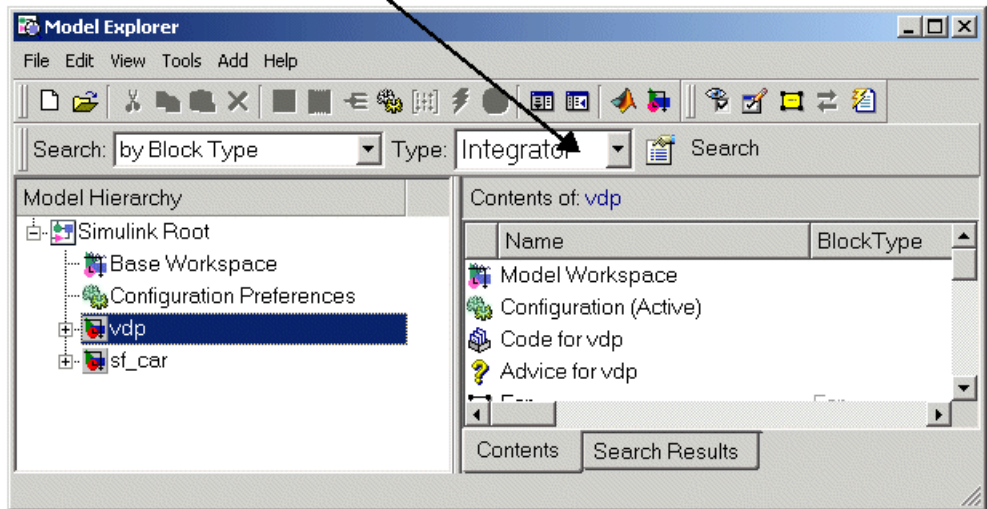 Model Explorer
File Edit View Tools Add Help
Search: by Block Type Type: Integrator Search
Model Hierarchy
Simulink Root
Base Workspace
Configuration Preferences
vdp
sf_car
Contents of: vdp
Name BlockType
Model Workspace
Configuration (Active)
Code for vdp
Advice for vdp
Contents Search Results